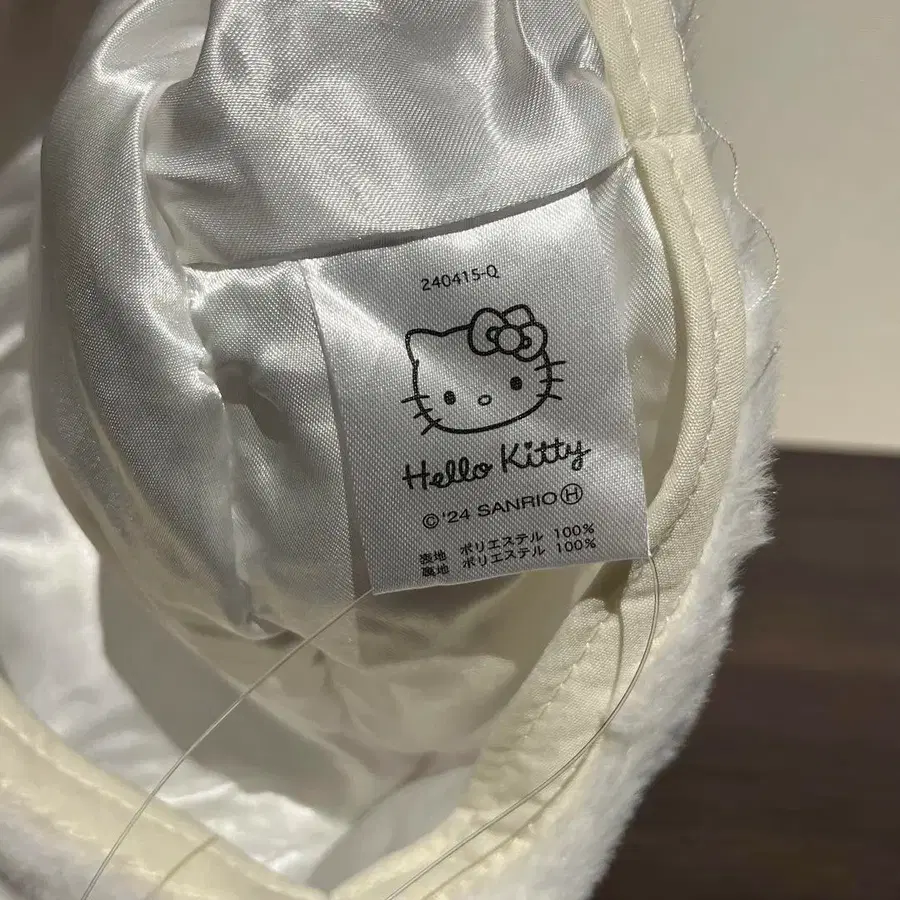 240415-Q
Hello Kitty
©'24 SANRIO Ⓗ
表地 ポリエステル 100%
裏地 ポリエステル 100%